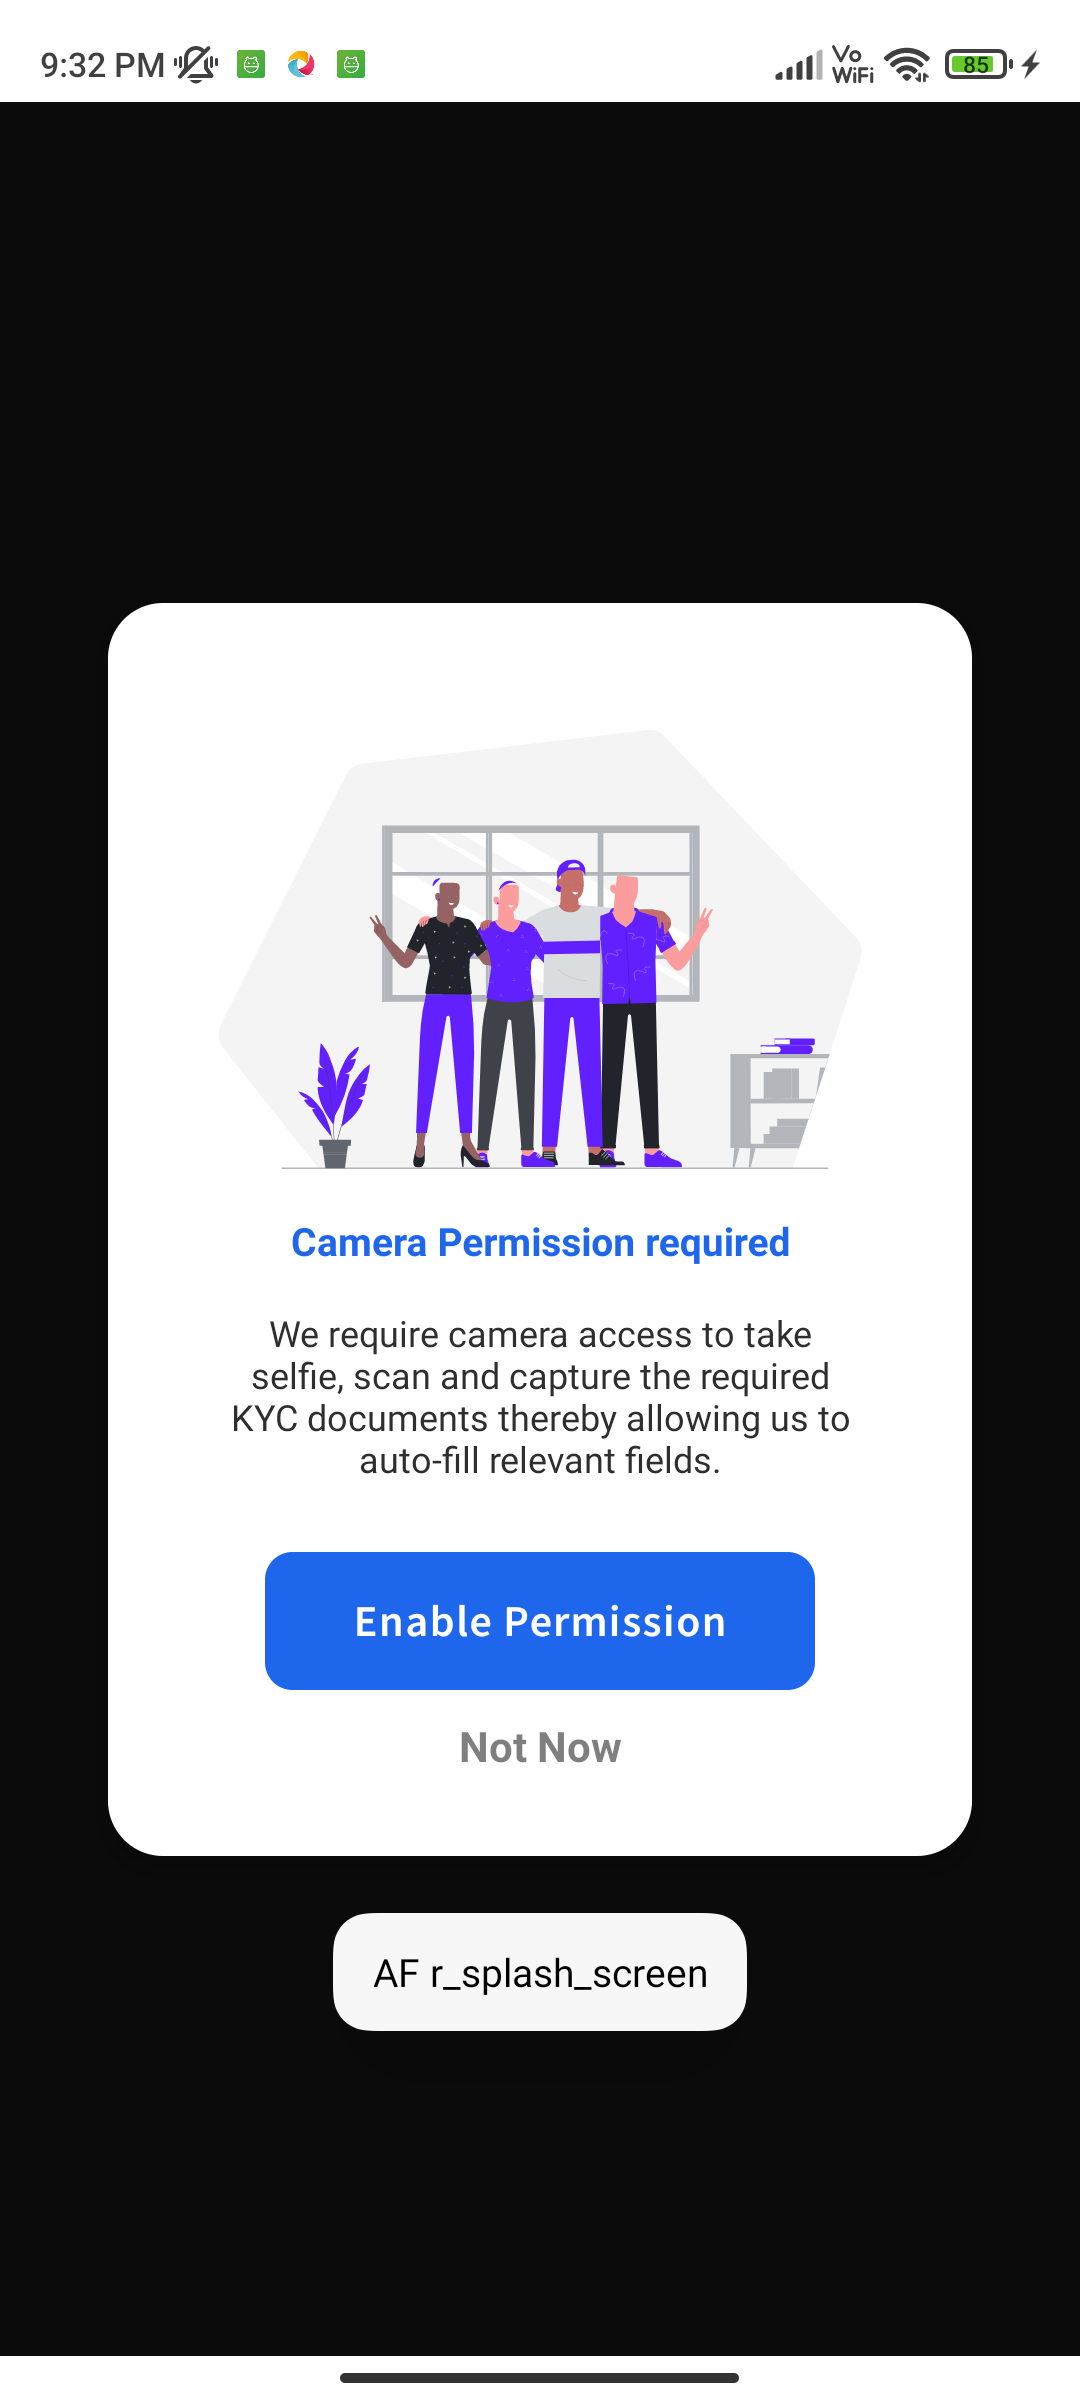 9:32 PM
Vo
WiFi
85
Camera Permission required
We require camera access to take
selfie, scan and capture the required
KYC documents thereby allowing us to
auto-fill relevant fields.
Enable Permission
Not Now
AF r_splash_screen